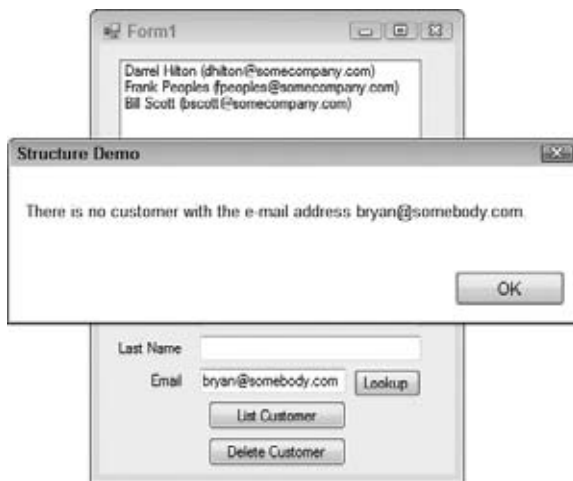 Form1
Darrel Hilton (dhilton@somecompany.com)
Frank Peoples (fpeoples@somecompany.com)
Bill Scott (bscott@somecompany.com)
Structure Demo
There is no customer with the e-mail address bryan@somebody.com
OK
Last Name
Email bryan@somebody.com Lookup
List Customer
Delete Customer